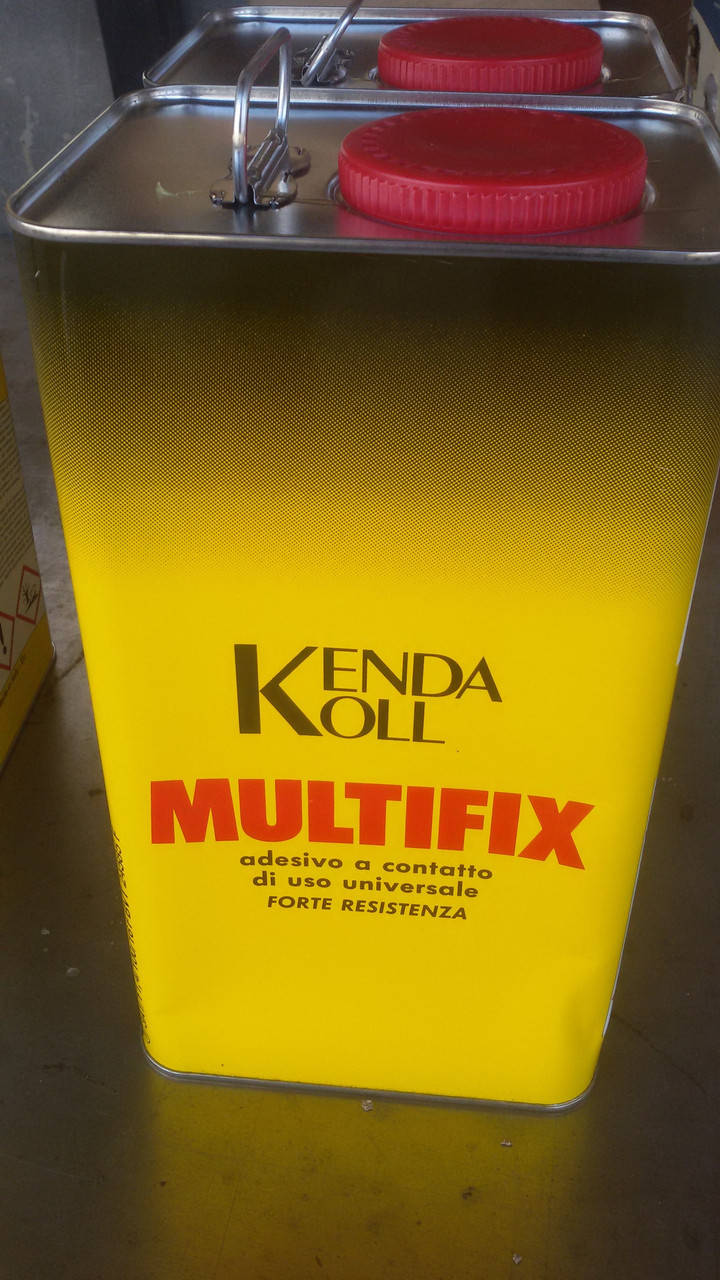 KENDA
KOLL
MULTIFIX
adesivo a contatto
di uso universale
FORTE RESISTENZA